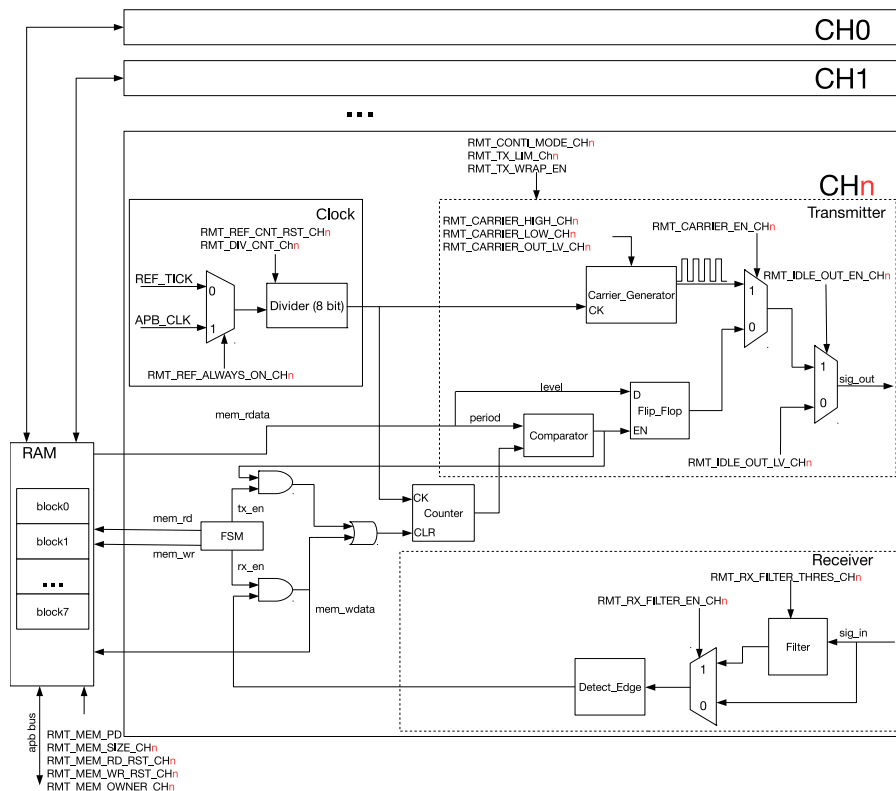 CH0
CH1
...
RMT_CONTI_MODE_CHn
RMT_TX_LIM_Chn
RMT_TX_WRAP_EN
CHn
Clock
Transmitter
RMT_REF_CNT_RST_CHn
RMT_DIV_CNT_Chn
RMT_CARRIER_HIGH_CHn
RMT_CARRIER_LOW_CHn
RMT_CARRIER_OUT_LV_CHn
RMT_CARRIER_EN_CHn
RMT_IDLE_OUT_EN_CHn
REF_TICK
0
Divider (8 bit)
APB_CLK
1
Carrier_Generator
CK
1
0
RMT_REF_ALWAYS_ON_CHn
level
D
Flip_Flop
EN
1
0
sig_out
mem_rdata
period
Comparator
RMT_IDLE_OUT_LV_CHn
RAM
block0
block1
...
block7
mem_rd
mem_wr
tx_en
FSM
rx_en
CK
Counter
CLR
mem_wdata
Receiver
RMT_RX_FILTER_THRES_CHn
RMT_RX_FILTER_EN_CHn
sig_in
Filter
1
0
Detect_Edge
apb bus
RMT_MEM_PD
RMT_MEM_SIZE_CHn
RMT_MEM_RD_RST_CHn
RMT_MEM_WR_RST_CHn
RMT_MEM_OWNER_CHn